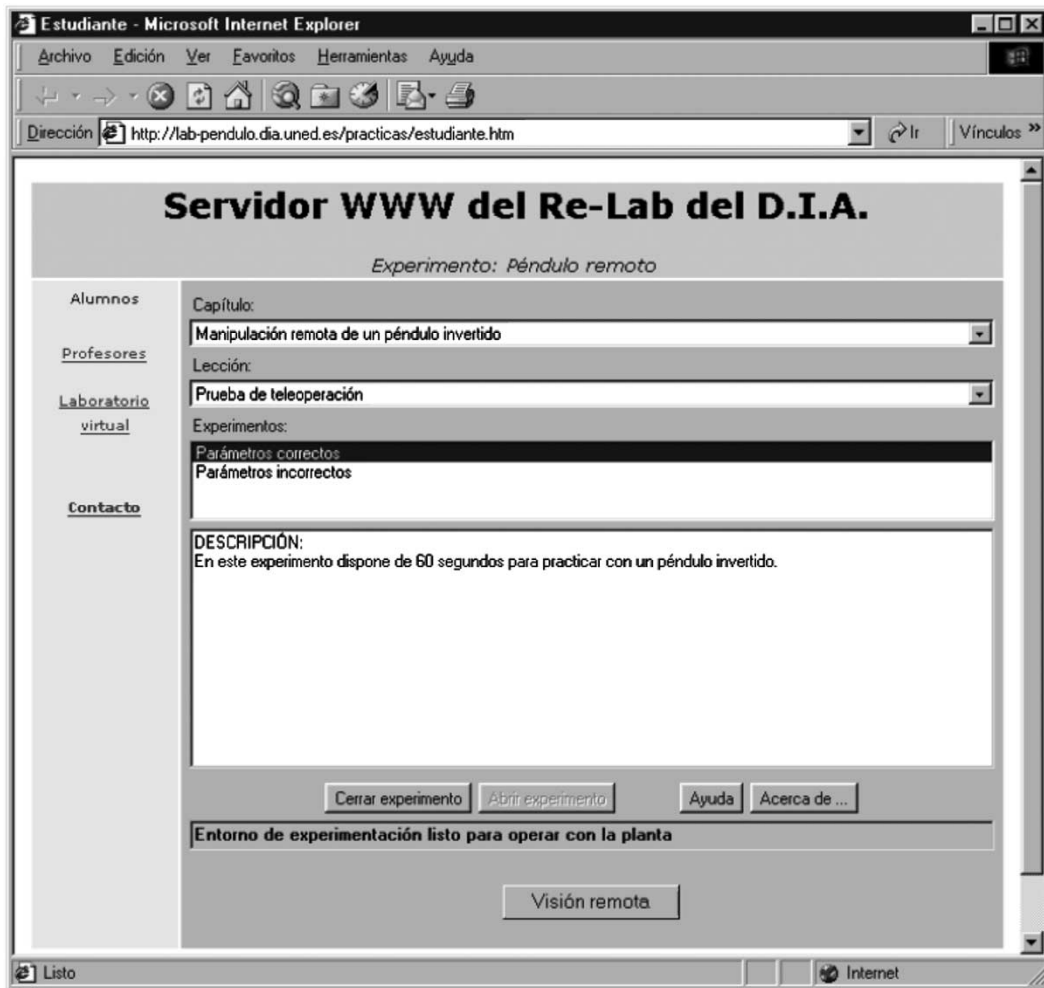 Estudiante - Microsoft Internet Explorer
Archivo Edición Ver Favoritos Herramientas Ayuda
Dirección http://lab-pendulo.dia.uned.es/practicas/estudiante.htm Ir Vínculos »
Servidor WWW del Re-Lab del D.I.A.
Experimento: Péndulo remoto
Alumnos
Profesores
Laboratorio
virtual
Contacto
Capítulo:
Manipulación remota de un péndulo invertido
Lección:
Prueba de teleoperación
Experimentos:
Parámetros correctos
Parámetros incorrectos
DESCRIPCIÓN:
En este experimento dispone de 60 segundos para practicar con un péndulo invertido.
Cerrar experimento Abrir experimento Ayuda Acerca de ...
Entorno de experimentación listo para operar con la planta
Visión remota
Listo Internet